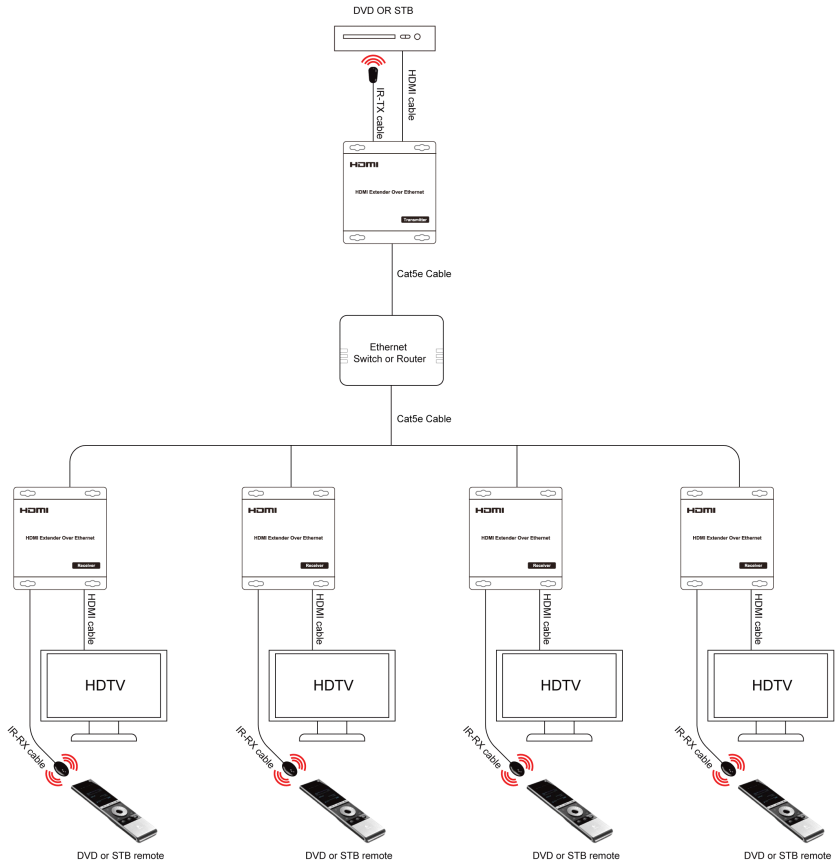 DVD OR STB
IR-TX cable
HDMI cable
HDMI
HDMI Extender Over Ethernet
Transmitter
Cat5e Cable
Ethernet
Switch or Router
Cat5e Cable
HDMI
HDMI Extender Over Ethernet
Receiver
HDMI
HDMI Extender Over Ethernet
Receiver
HDMI
HDMI Extender Over Ethernet
Receiver
HDMI
HDMI Extender Over Ethernet
Receiver
HDMI cable
HDMI cable
HDMI cable
HDMI cable
HDTV
HDTV
HDTV
HDTV
IR-RX cable
IR-RX cable
IR-RX cable
IR-RX cable
DVD or STB remote
DVD or STB remote
DVD or STB remote
DVD or STB remote